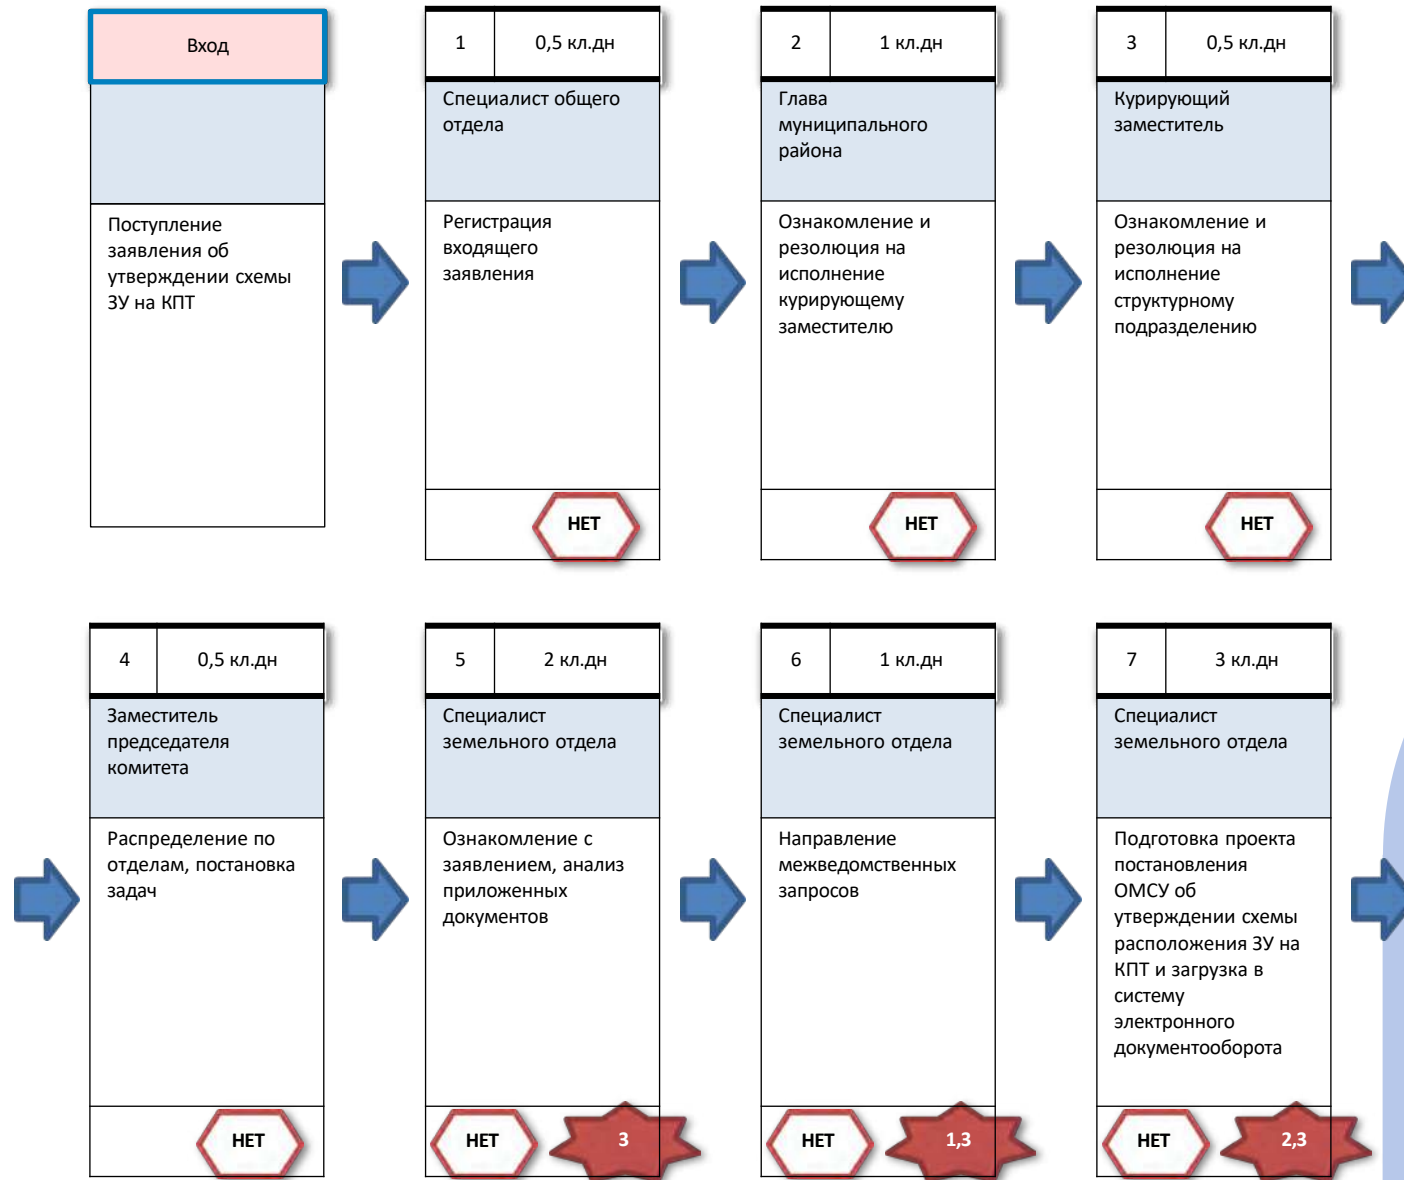 Вход
Поступление
заявления об
утверждении схемы
ЗУ на КПТ
1
0,5 кл.дн
Специалист общего
отдела
Регистрация
входящего
заявления
НЕТ
2
1 кл.дн
Глава
муниципального
района
Ознакомление и
резолюция на
исполнение
курирующему
заместителю
НЕТ
3
0,5 кл.дн
Курирующий
заместитель
Ознакомление и
резолюция на
исполнение
структурному
подразделению
НЕТ
4
0,5 кл.дн
Заместитель
председателя
комитета
Распределение по
отделам, постановка
задач
НЕТ
5
2 кл.дн
Специалист
земельного отдела
Ознакомление с
заявлением, анализ
приложенных
документов
НЕТ
3
6
1 кл.дн
Специалист
земельного отдела
Направление
межведомственных
запросов
НЕТ
1,3
7
3 кл.дн
Специалист
земельного отдела
Подготовка проекта
постановления
ОМСУ об
утверждении схемы
расположения ЗУ на
КПТ и загрузка в
систему
электронного
документооборота
НЕТ
2,3